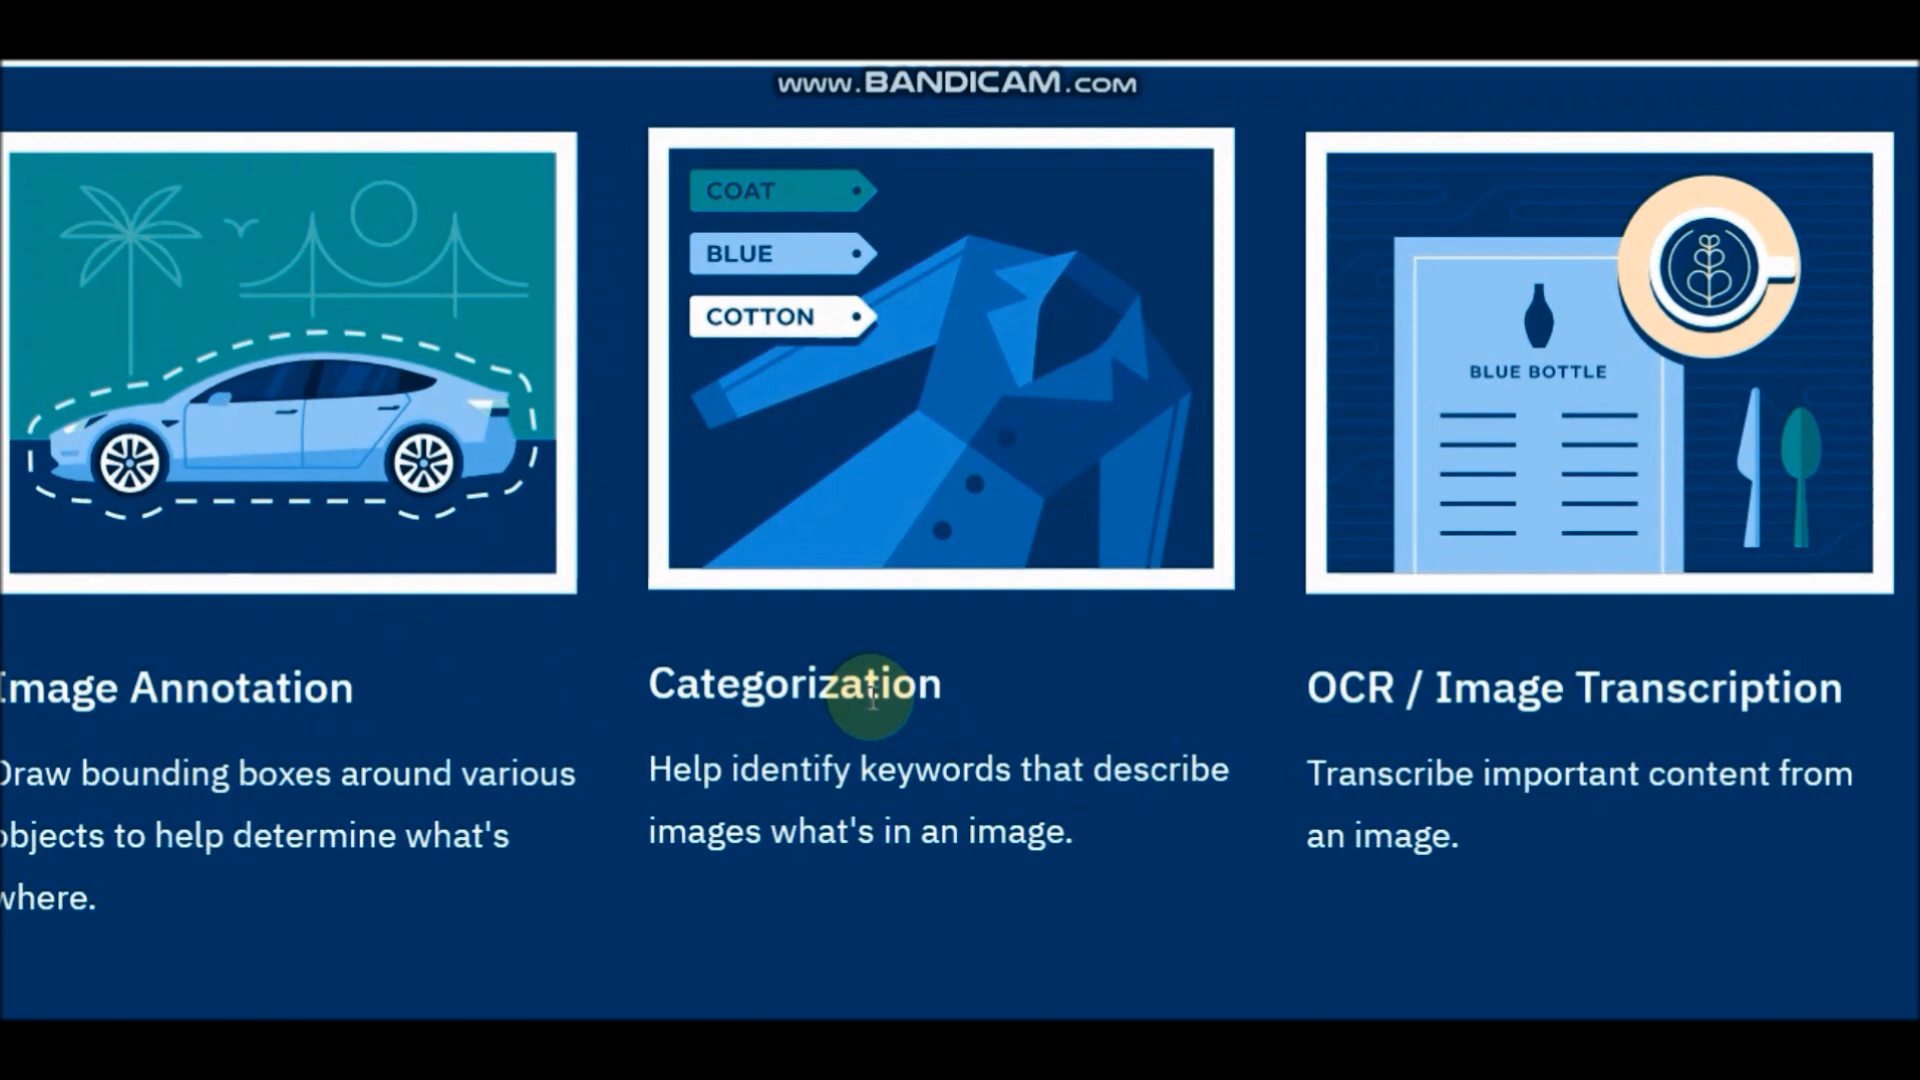 www.BANDICAM.com
COAT
BLUE
COTTON
BLUE BOTTLE
Image Annotation
Draw bounding boxes around various
objects to help determine what's
where.
Categorization
Help identify keywords that describe
images what's in an image.
OCR / Image Transcription
Transcribe important content from
an image.